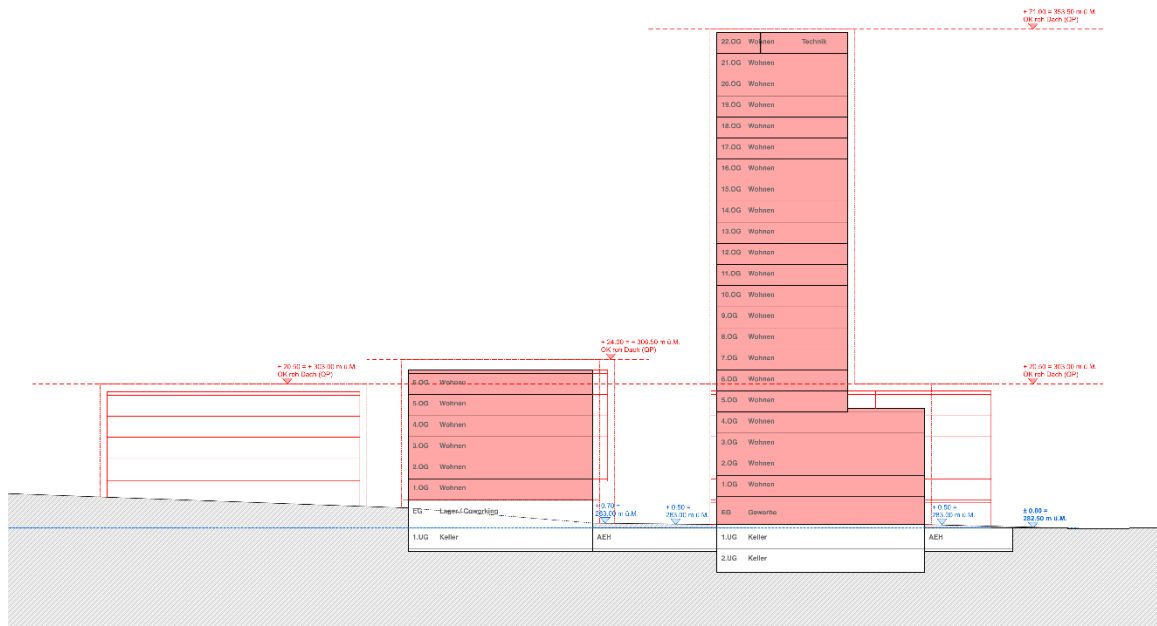 + 71.00 = 353.50 m ü.M.
OK roh Dach (QP)
22.OG Wohnen Technik
21.OG Wohnen
20.OG Wohnen
19.OG Wohnen
18.OG Wohnen
17.OG Wohnen
16.OG Wohnen
15.OG Wohnen
14.OG Wohnen
13.OG Wohnen
12.OG Wohnen
11.OG Wohnen
10.OG Wohnen
9.OG Wohnen
8.OG Wohnen
7.OG Wohnen
6.OG Wohnen
5.OG Wohnen
4.OG Wohnen
3.OG Wohnen
2.OG Wohnen
1.OG Wohnen
EG Gewerbe
1.UG Keller
2.UG Keller
+ 24.00 = + 306.50 m ü.M.
OK roh Dach (QP)
+ 20.50 = + 303.00 m ü.M.
OK roh Dach (QP)
+ 20.50 = 303.00 m ü.M.
OK roh Dach (QP)
6.OG Wohnen
5.OG Wohnen
4.OG Wohnen
3.OG Wohnen
2.OG Wohnen
1.OG Wohnen
EG Lager / Coworking
1.UG Keller
AEH
+ 0.70 =
283.00 m ü.M.
+ 0.50 =
283.00 m ü.M.
+ 0.50 =
283.00 m ü.M.
± 0.00 =
282.50 m ü.M.
AEH